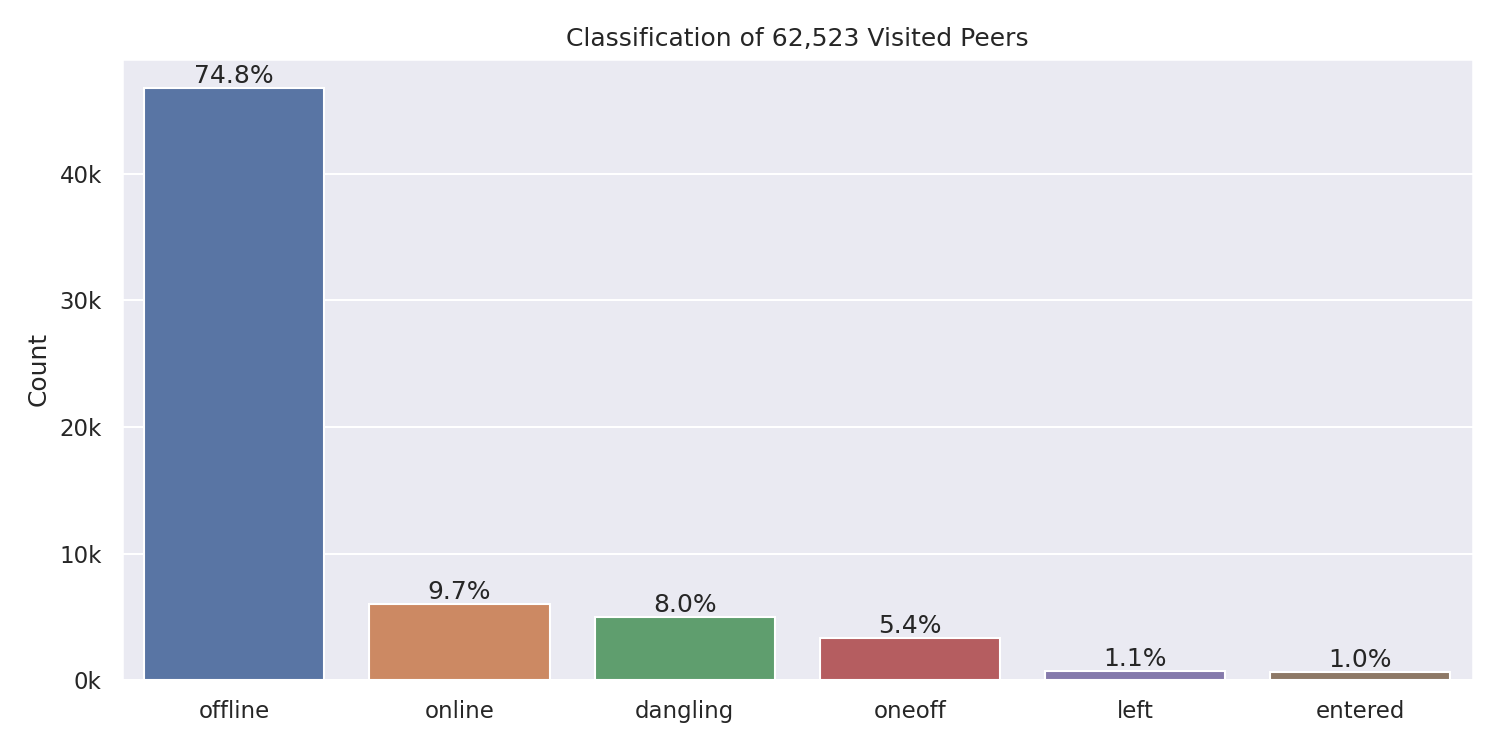 Classification of 62,523 Visited Peers
74.8%
40k
30k
Count
20k
10k
9.7%
8.0%
5.4%
1.1%
1.0%
0k
offline
online
dangling
oneoff
left
entered